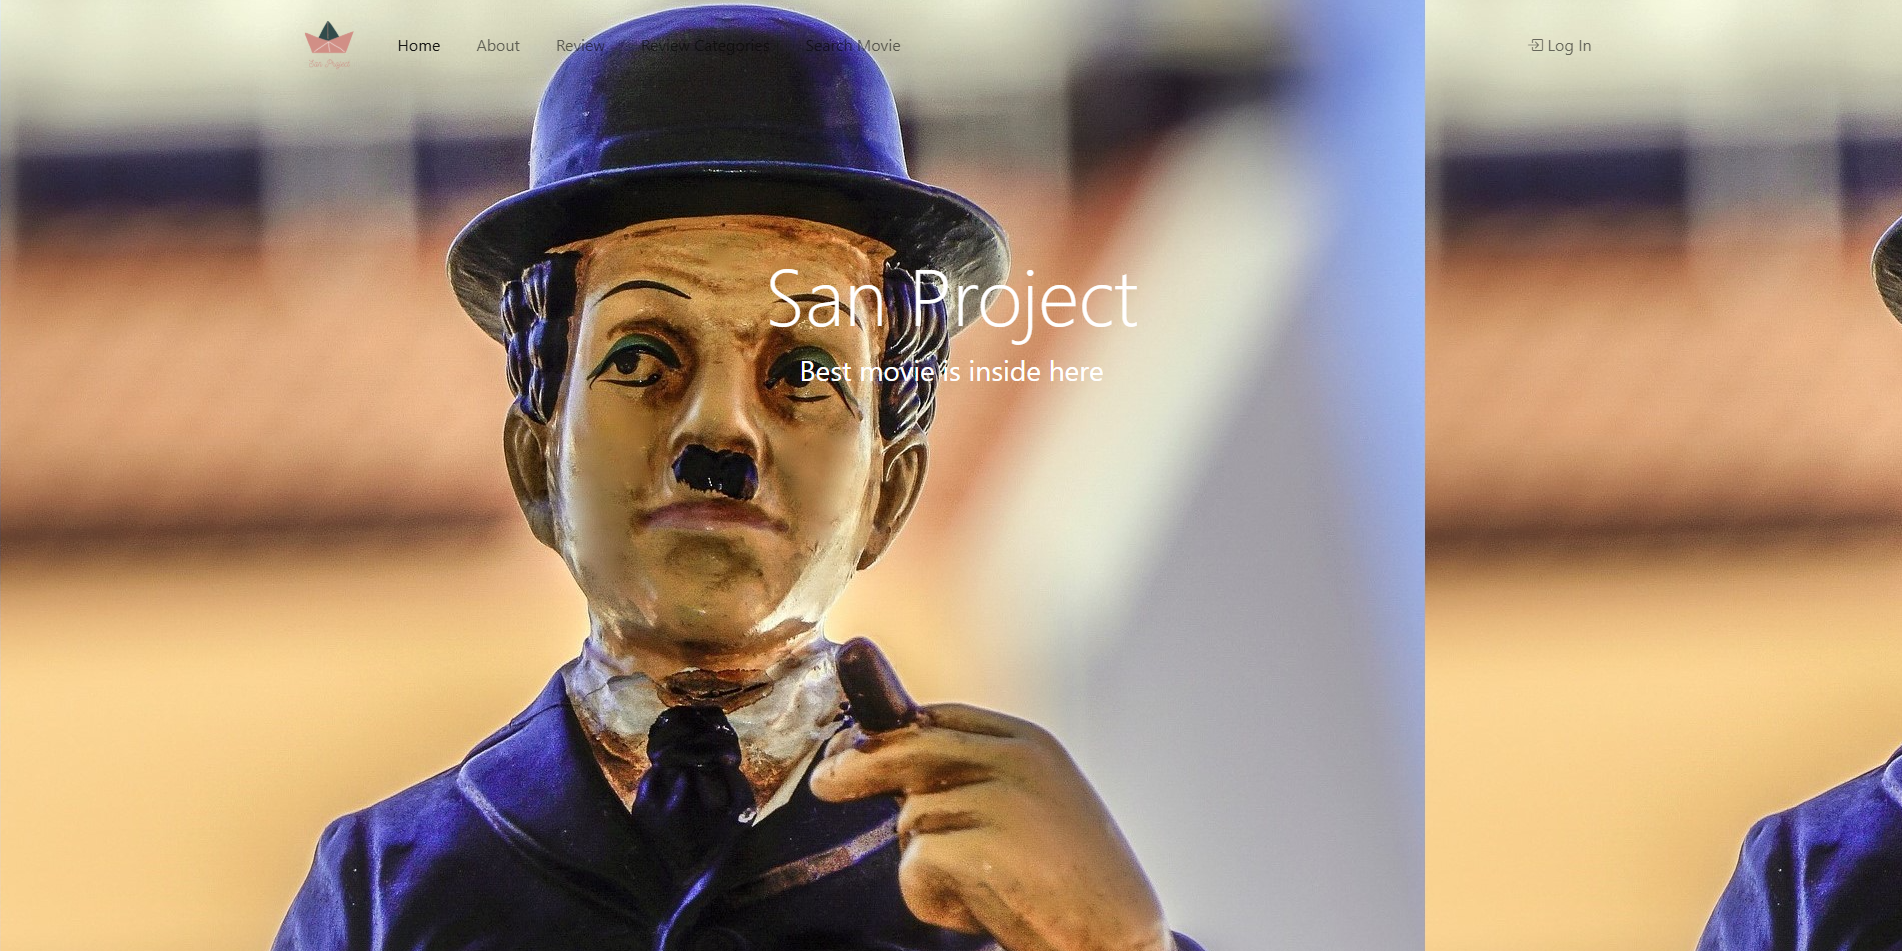 San Project
Home About Review Review Categories Search Movie Log In
San Project
Best movie is inside here